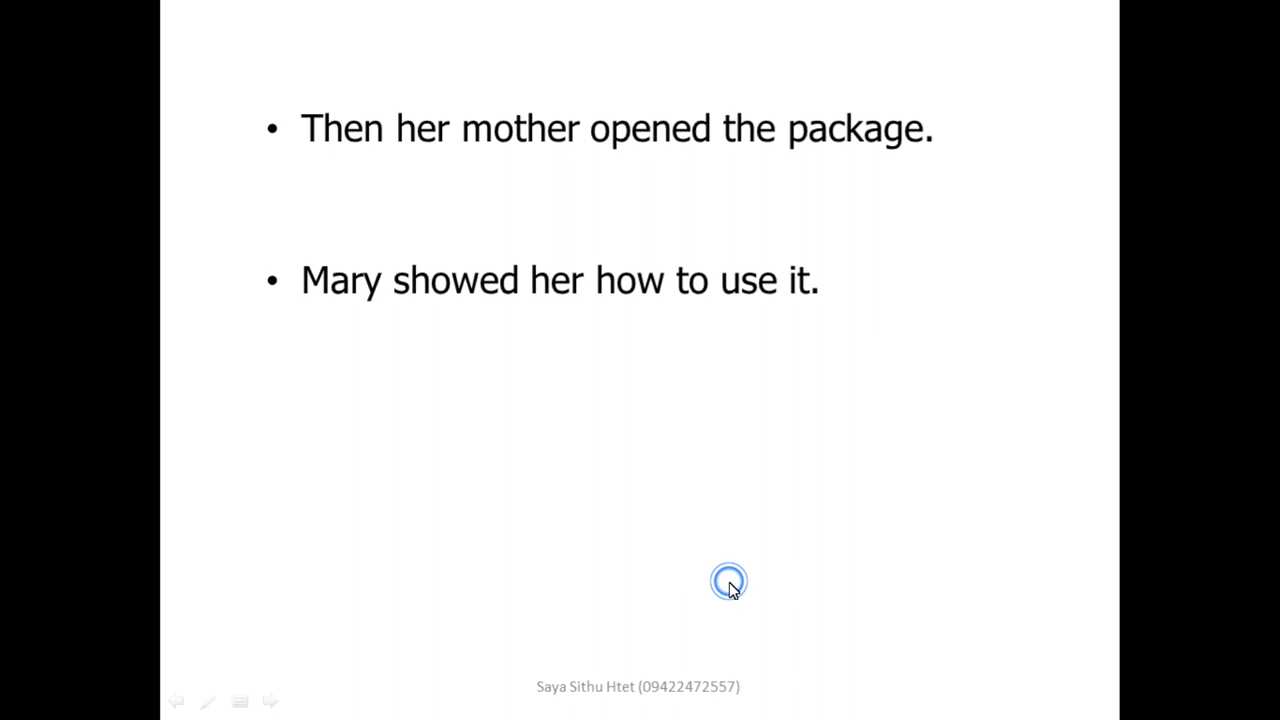 • Then her mother opened the package.
• Mary showed her how to use it.
Saya Sithu Htet (09422472557)